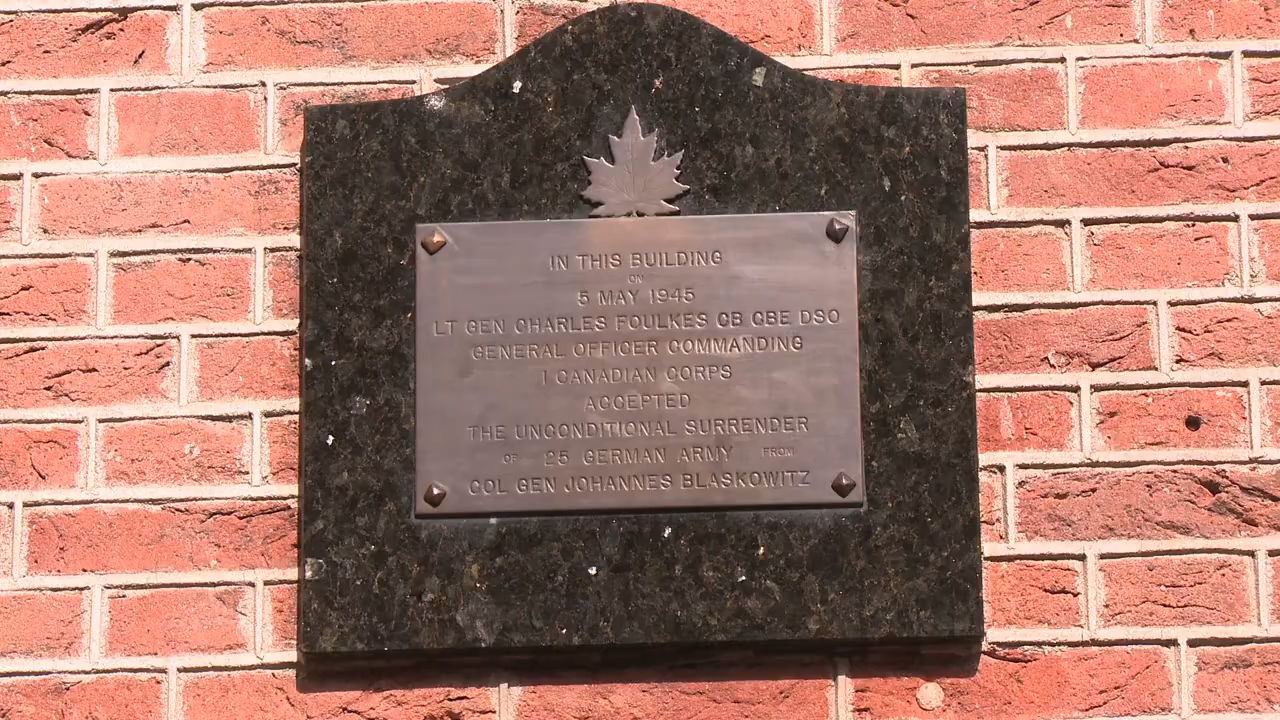 IN THIS BUILDING
ON
5 MAY 1945
LT GEN CHARLES FOULKES CB CBE DSO
GENERAL OFFICER COMMANDING
I CANADIAN CORPS
ACCEPTED
THE UNCONDITIONAL SURRENDER
OF 25 GERMAN ARMY FROM
COL GEN JOHANNES BLASKOWITZ